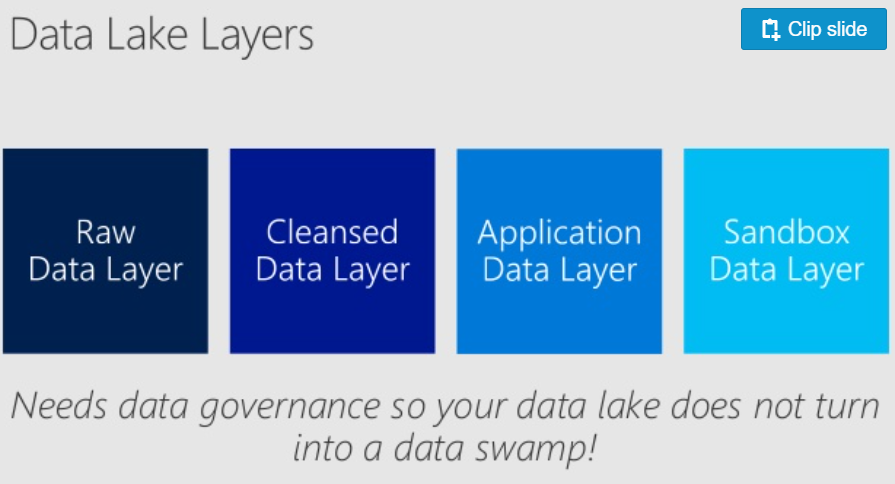 Data Lake Layers
Clip slide
Raw
Data Layer
Cleansed
Data Layer
Application
Data Layer
Sandbox
Data Layer
Needs data governance so your data lake does not turn
into a data swamp!